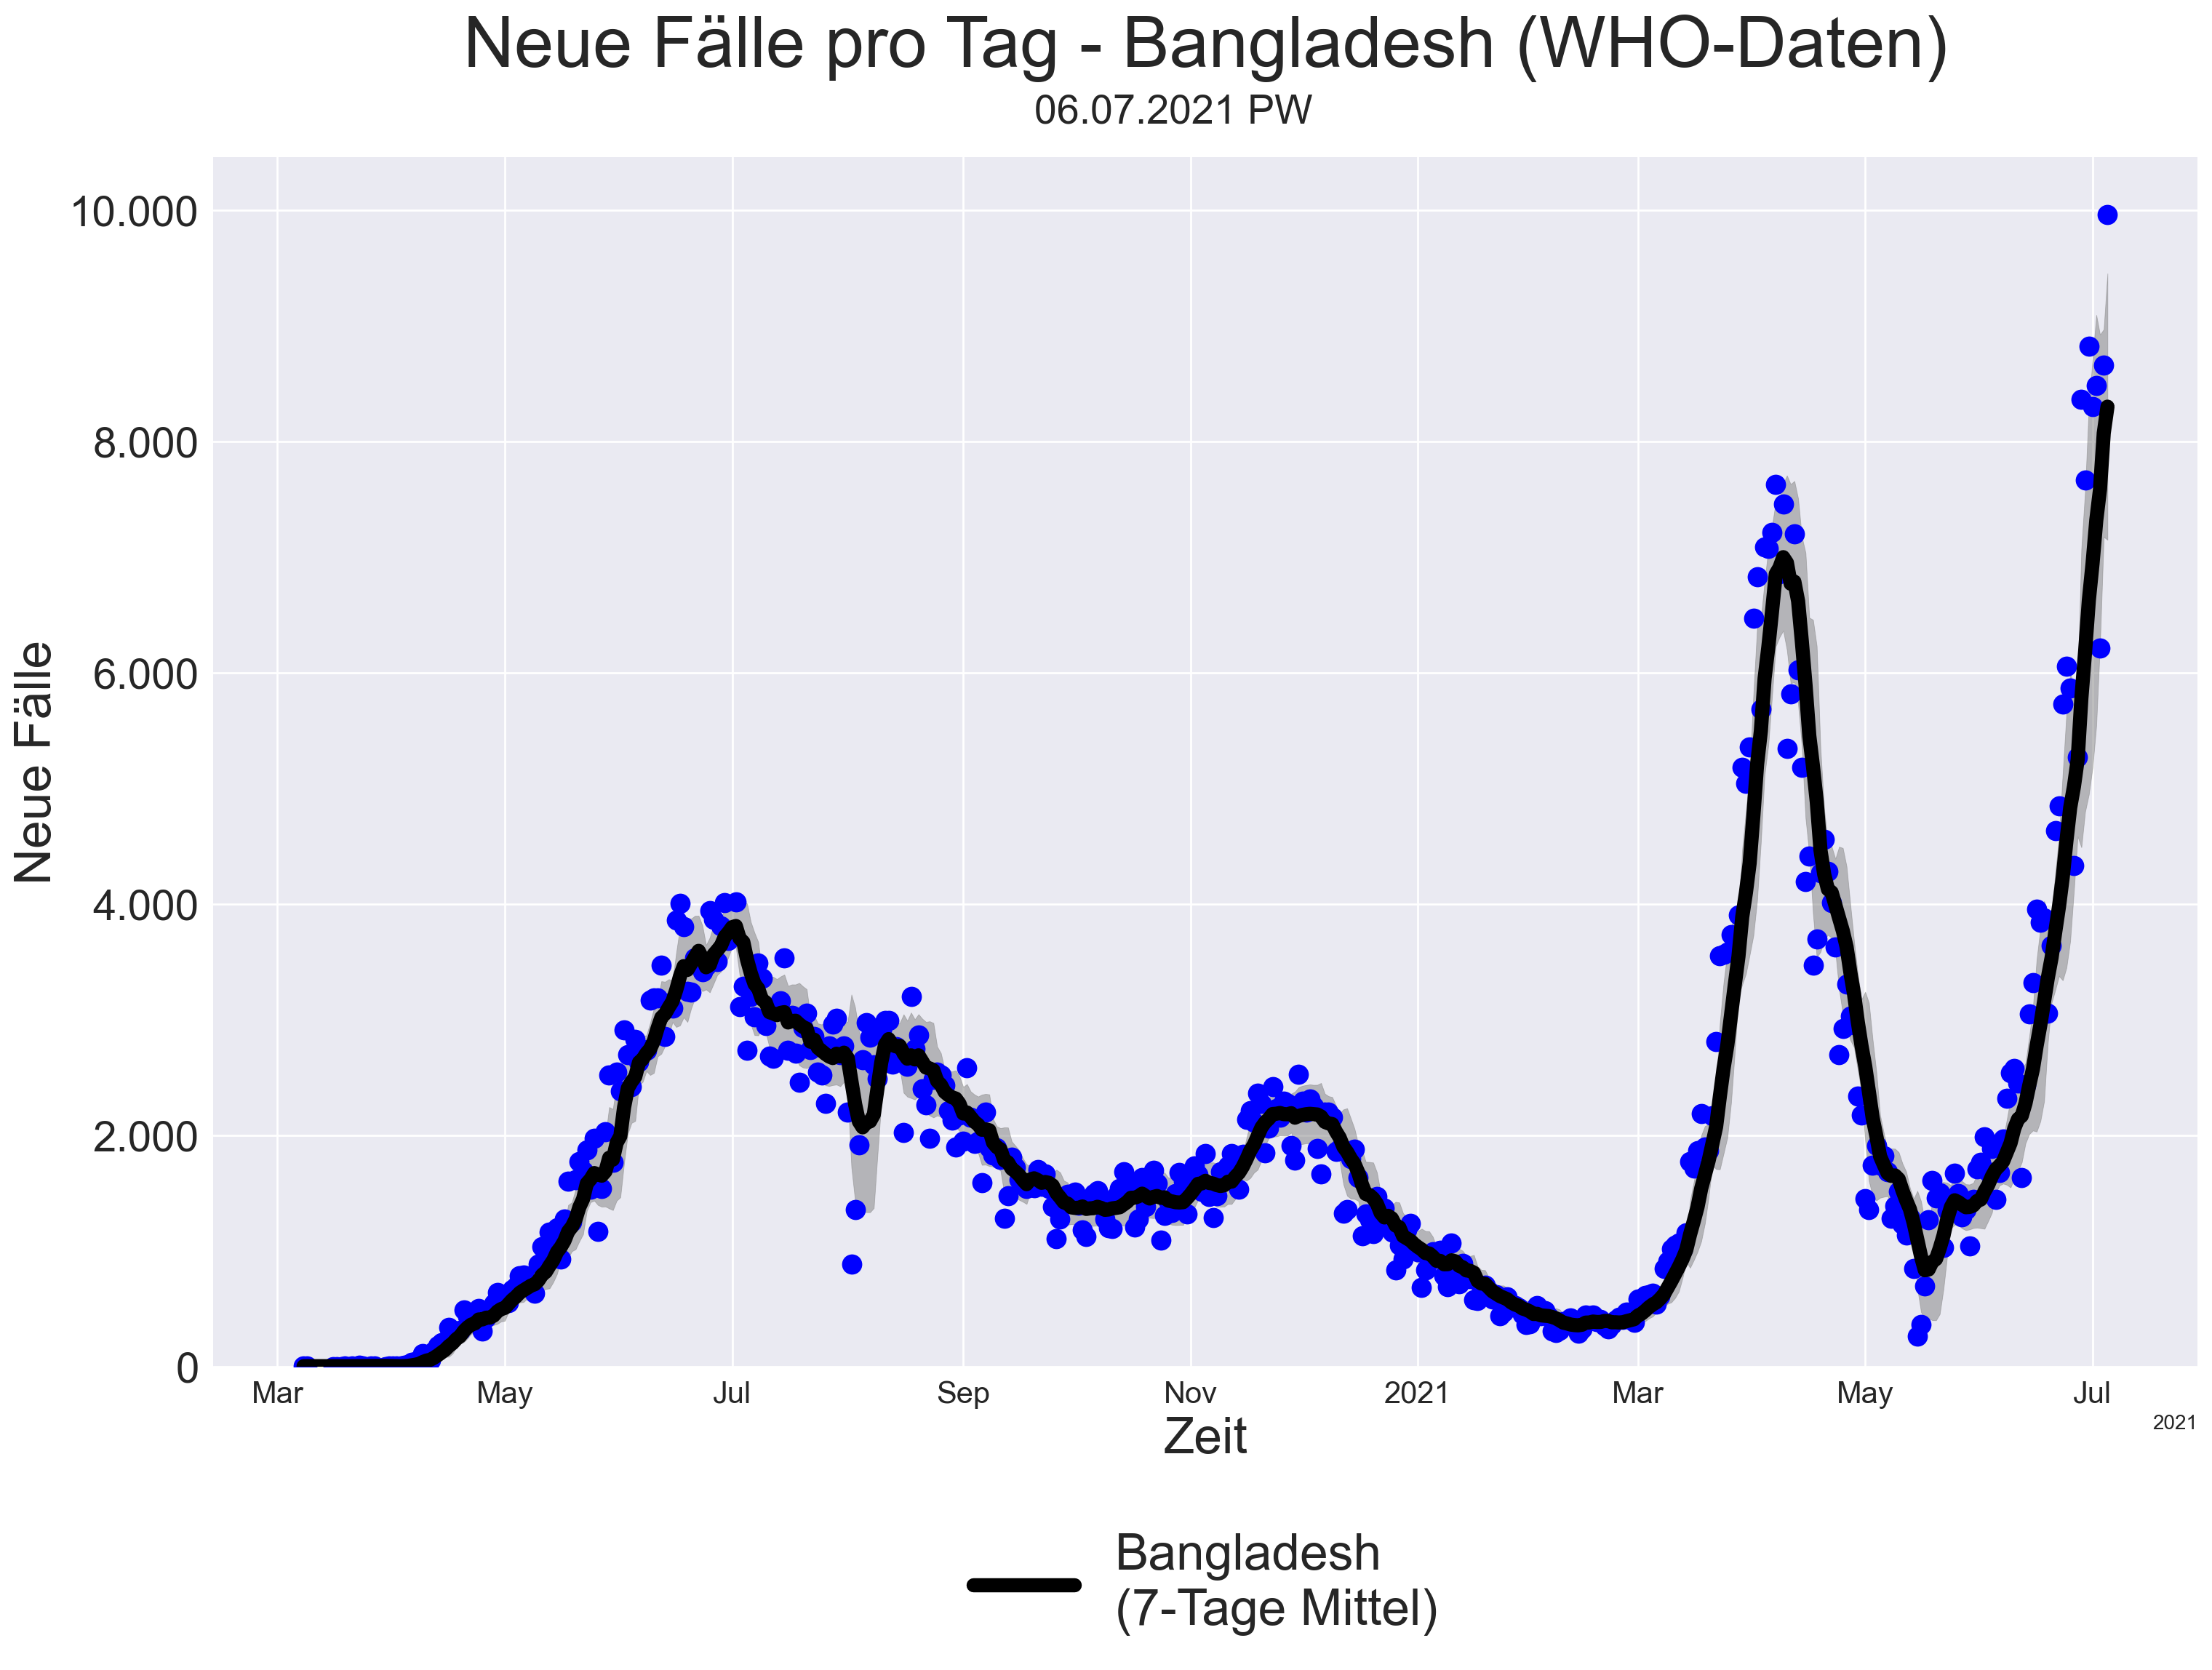 Neue Fälle pro Tag - Bangladesh (WHO-Daten)
06.07.2021 PW
Neue Fälle
10.000
8.000
6.000
4.000
2.000
0
Mar May Jul Sep Nov 2021 Mar May Jul
2021
Zeit
Bangladesh
(7-Tage Mittel)